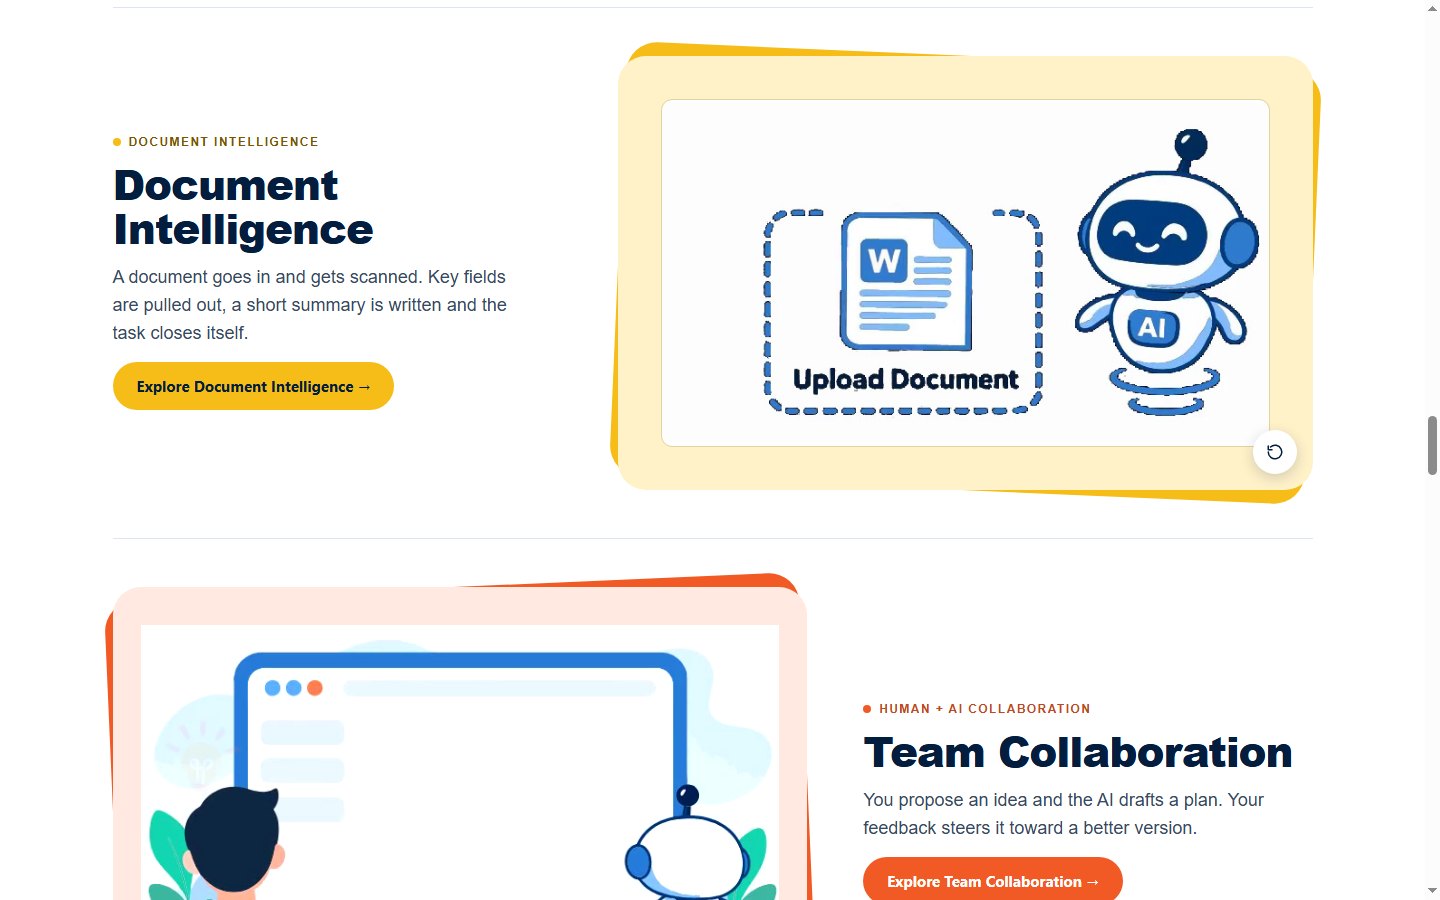 DOCUMENT INTELLIGENCE
Document
Intelligence
A document goes in and gets scanned. Key fields
are pulled out, a short summary is written and the
task closes itself.
Explore Document Intelligence →
W
Upload Document
AI
HUMAN + AI COLLABORATION
Team Collaboration
You propose an idea and the AI drafts a plan. Your
feedback steers it toward a better version.
Explore Team Collaboration →